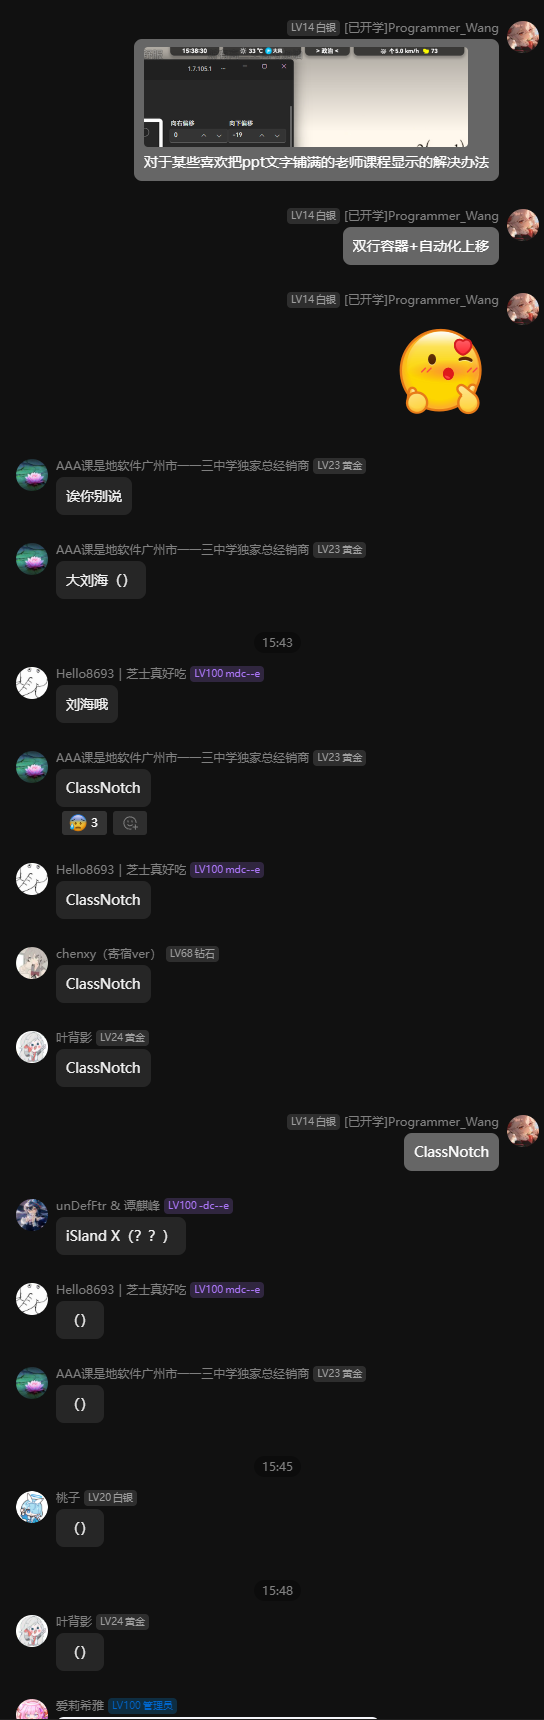 LV14 白银 [已开学]Programmer_Wang
15:38:30 33 ℃ 大风 > 政治 < 个5.0 km/h 73
1.7.105.1
向右偏移 向下偏移
0 -19
对于某些喜欢把ppt文字铺满的老师课程显示的解决办法
LV14 白银 [已开学]Programmer_Wang
双行容器+自动化上移
LV14 白银 [已开学]Programmer_Wang
AAA课是地软件广州市一一三中学独家总经销商 LV23 黄金
诶你别说
AAA课是地软件广州市一一三中学独家总经销商 LV23 黄金
大刘海（）
15:43
Hello8693 | 芝士真好吃 LV100 mdc--e
刘海哦
AAA课是地软件广州市一一三中学独家总经销商 LV23 黄金
ClassNotch
3
Hello8693 | 芝士真好吃 LV100 mdc--e
ClassNotch
chenxy（寄宿ver） LV68 钻石
ClassNotch
叶背影 LV24 黄金
ClassNotch
LV14 白银 [已开学]Programmer_Wang
ClassNotch
unDefFtr & 谭麒峰 LV100 -dc--e
iSland X（？？）
Hello8693 | 芝士真好吃 LV100 mdc--e
（）
AAA课是地软件广州市一一三中学独家总经销商 LV23 黄金
（）
15:45
桃子 LV20 白银
（）
15:48
叶背影 LV24 黄金
（）
爱莉希雅 LV100 管理员